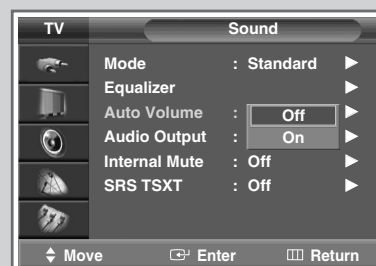 TV Sound
Mode : Standard
Equalizer
Auto Volume : Off
Audio Output : On
Internal Mute : Off
SRS TSXT : Off
Move Enter Return